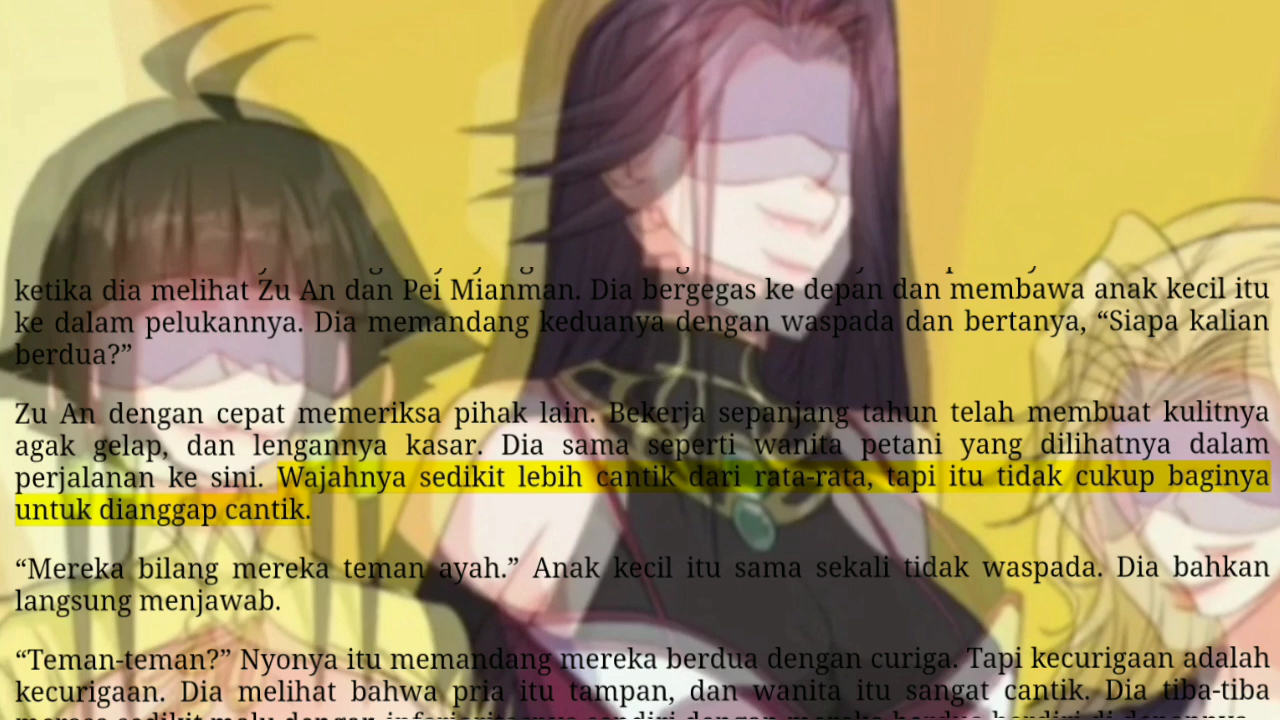 ketika dia melihat Zu An dan Pei Mianman. Dia bergegas ke depan dan membawa anak kecil itu
ke dalam pelukannya. Dia memandang keduanya dengan waspada dan bertanya, “Siapa kalian
berdua?”
Zu An dengan cepat memeriksa pihak lain. Bekerja sepanjang tahun telah membuat kulitnya
agak gelap, dan lengannya kasar. Dia sama seperti wanita petani yang dilihatnya dalam
perjalanan ke sini. Wajahnya sedikit lebih cantik dari rata-rata, tapi itu tidak cukup baginya
untuk dianggap cantik.
“Mereka bilang mereka teman ayah.” Anak kecil itu sama sekali tidak waspada. Dia bahkan
langsung menjawab.
“Teman-teman?” Nyonya itu memandang mereka berdua dengan curiga. Tapi kecurigaan adalah
kecurigaan. Dia melihat bahwa pria itu tampan, dan wanita itu sangat cantik. Dia tiba-tiba